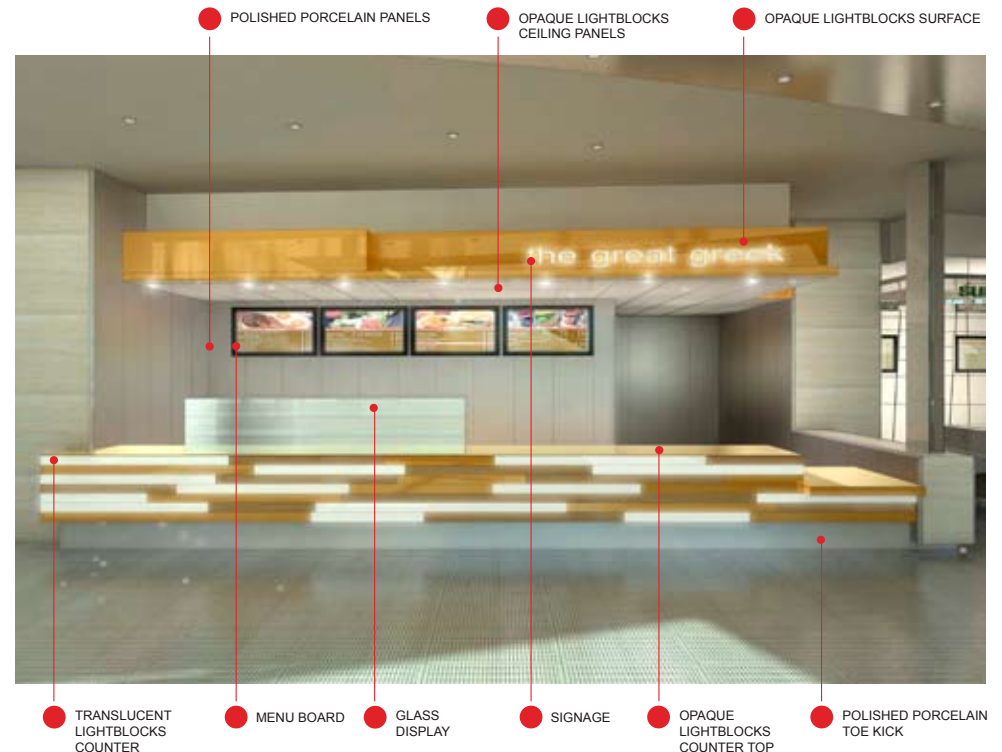 POLISHED PORCELAIN PANELS
OPAQUE LIGHTBLOCKS
CEILING PANELS
OPAQUE LIGHTBLOCKS SURFACE
the great greek
SU
TRANSLUCENT
LIGHTBLOCKS
COUNTER
MENU BOARD
GLASS
DISPLAY
SIGNAGE
OPAQUE
LIGHTBLOCKS
COUNTER TOP
POLISHED PORCELAIN
TOE KICK